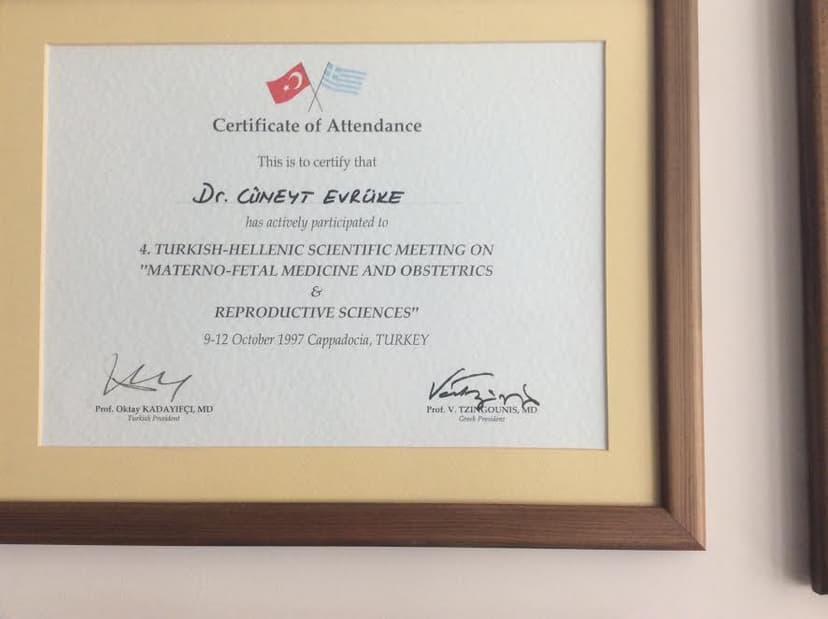 Certificate of Attendance
This is to certify that
Dr. CÜNEYT EVRÜKE
has actively participated to
4. TURKISH-HELLENIC SCIENTIFIC MEETING ON
"MATERNO-FETAL MEDICINE AND OBSTETRICS
&
REPRODUCTIVE SCIENCES"
9-12 October 1997 Cappadocia, TURKEY
Prof. Oktay KADAYIFÇI, MD
Turkish President
Prof. V. TZINGOUNIS, MD
Greek President